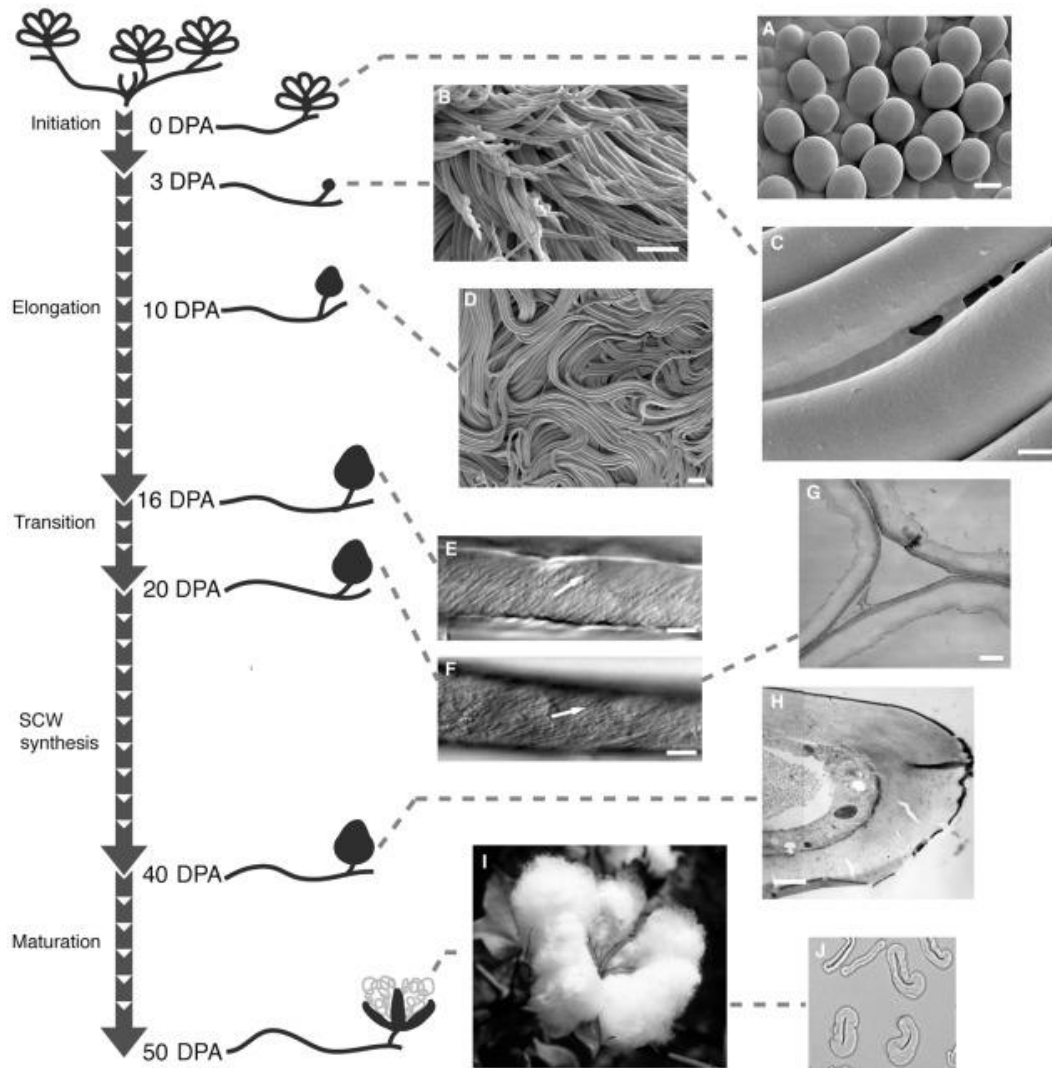 A
B
Initiation
0 DPA
3 DPA
C
Elongation
10 DPA
D
16 DPA
Transition
G
E
20 DPA
F
H
SCW
synthesis
40 DPA
I
Maturation
J
50 DPA